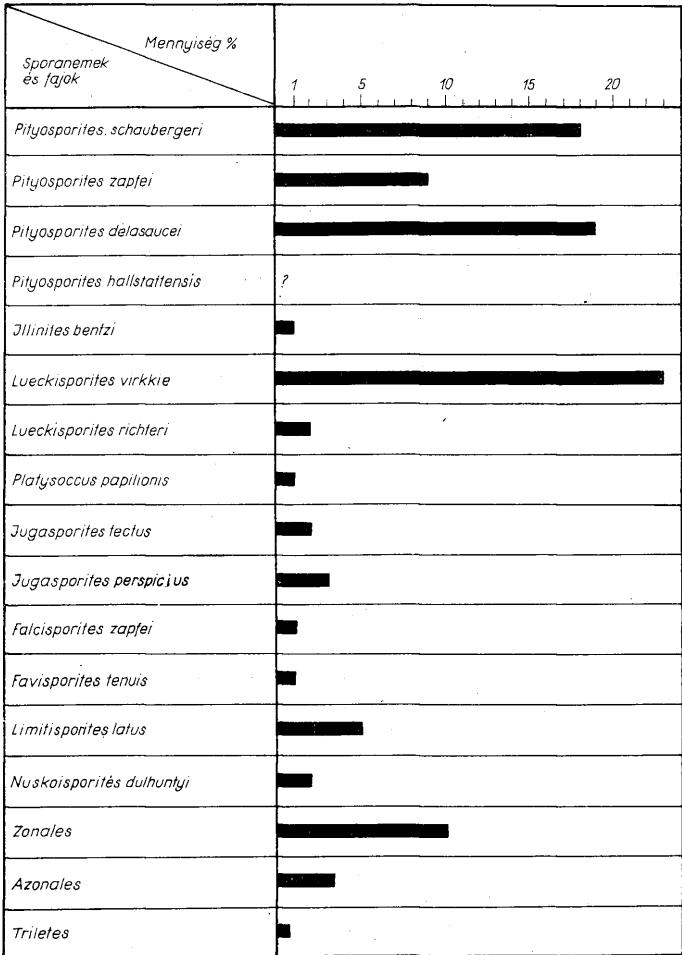 Mennyiség %
Sporanemek
és fajok
1 5 10 15 20
Pityosporites. schaubergeri
Pityosporites zapfei
Pityosporites delasaucei
Pityosporites hallstattensis ?
Illinites bentzi
Lueckisporites virkkie
Lueckisporites richteri
Platysoccus papilionis
Jugasporites tectus
Jugasporites perspicius
Falcisporites zapfei
Favisporites tenuis
Limitisporites latus
Nuskoisporites dulhuntyi
Zonales
Azonales
Triletes